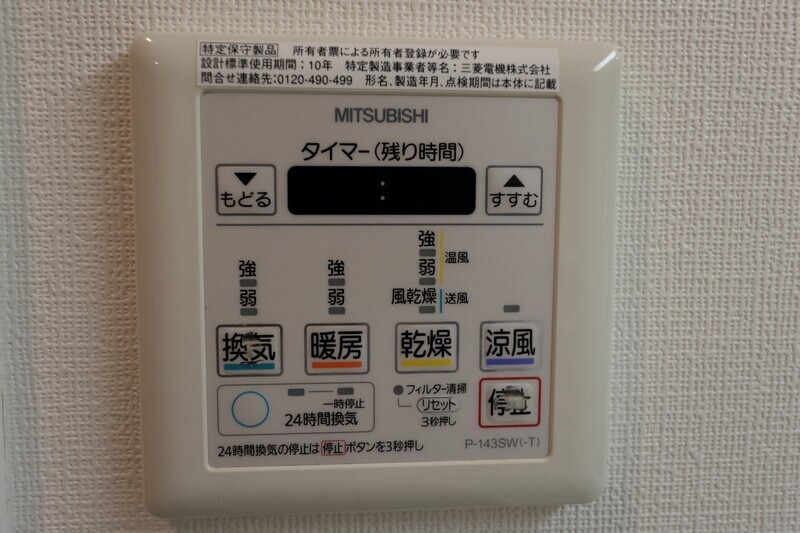 特定保守製品 所有者票による所有者登録が必要です
設計標準使用期間：10年 特定製造事業者等名：三菱電機株式会社
問合せ連絡先:0120-490-499 形名、製造年月、点検期間は本体に記載
MITSUBISHI
タイマー(残り時間)
▼ ▲
もどる : すすむ
強
強 強 弱 温風
弱 弱 風乾燥 送風
換気 暖房 乾燥 涼風
一時停止
24時間換気
フィルター清掃
リセット
3秒押し
停止
24時間換気の停止は停止ボタンを3秒押し
P-143SW(-T)